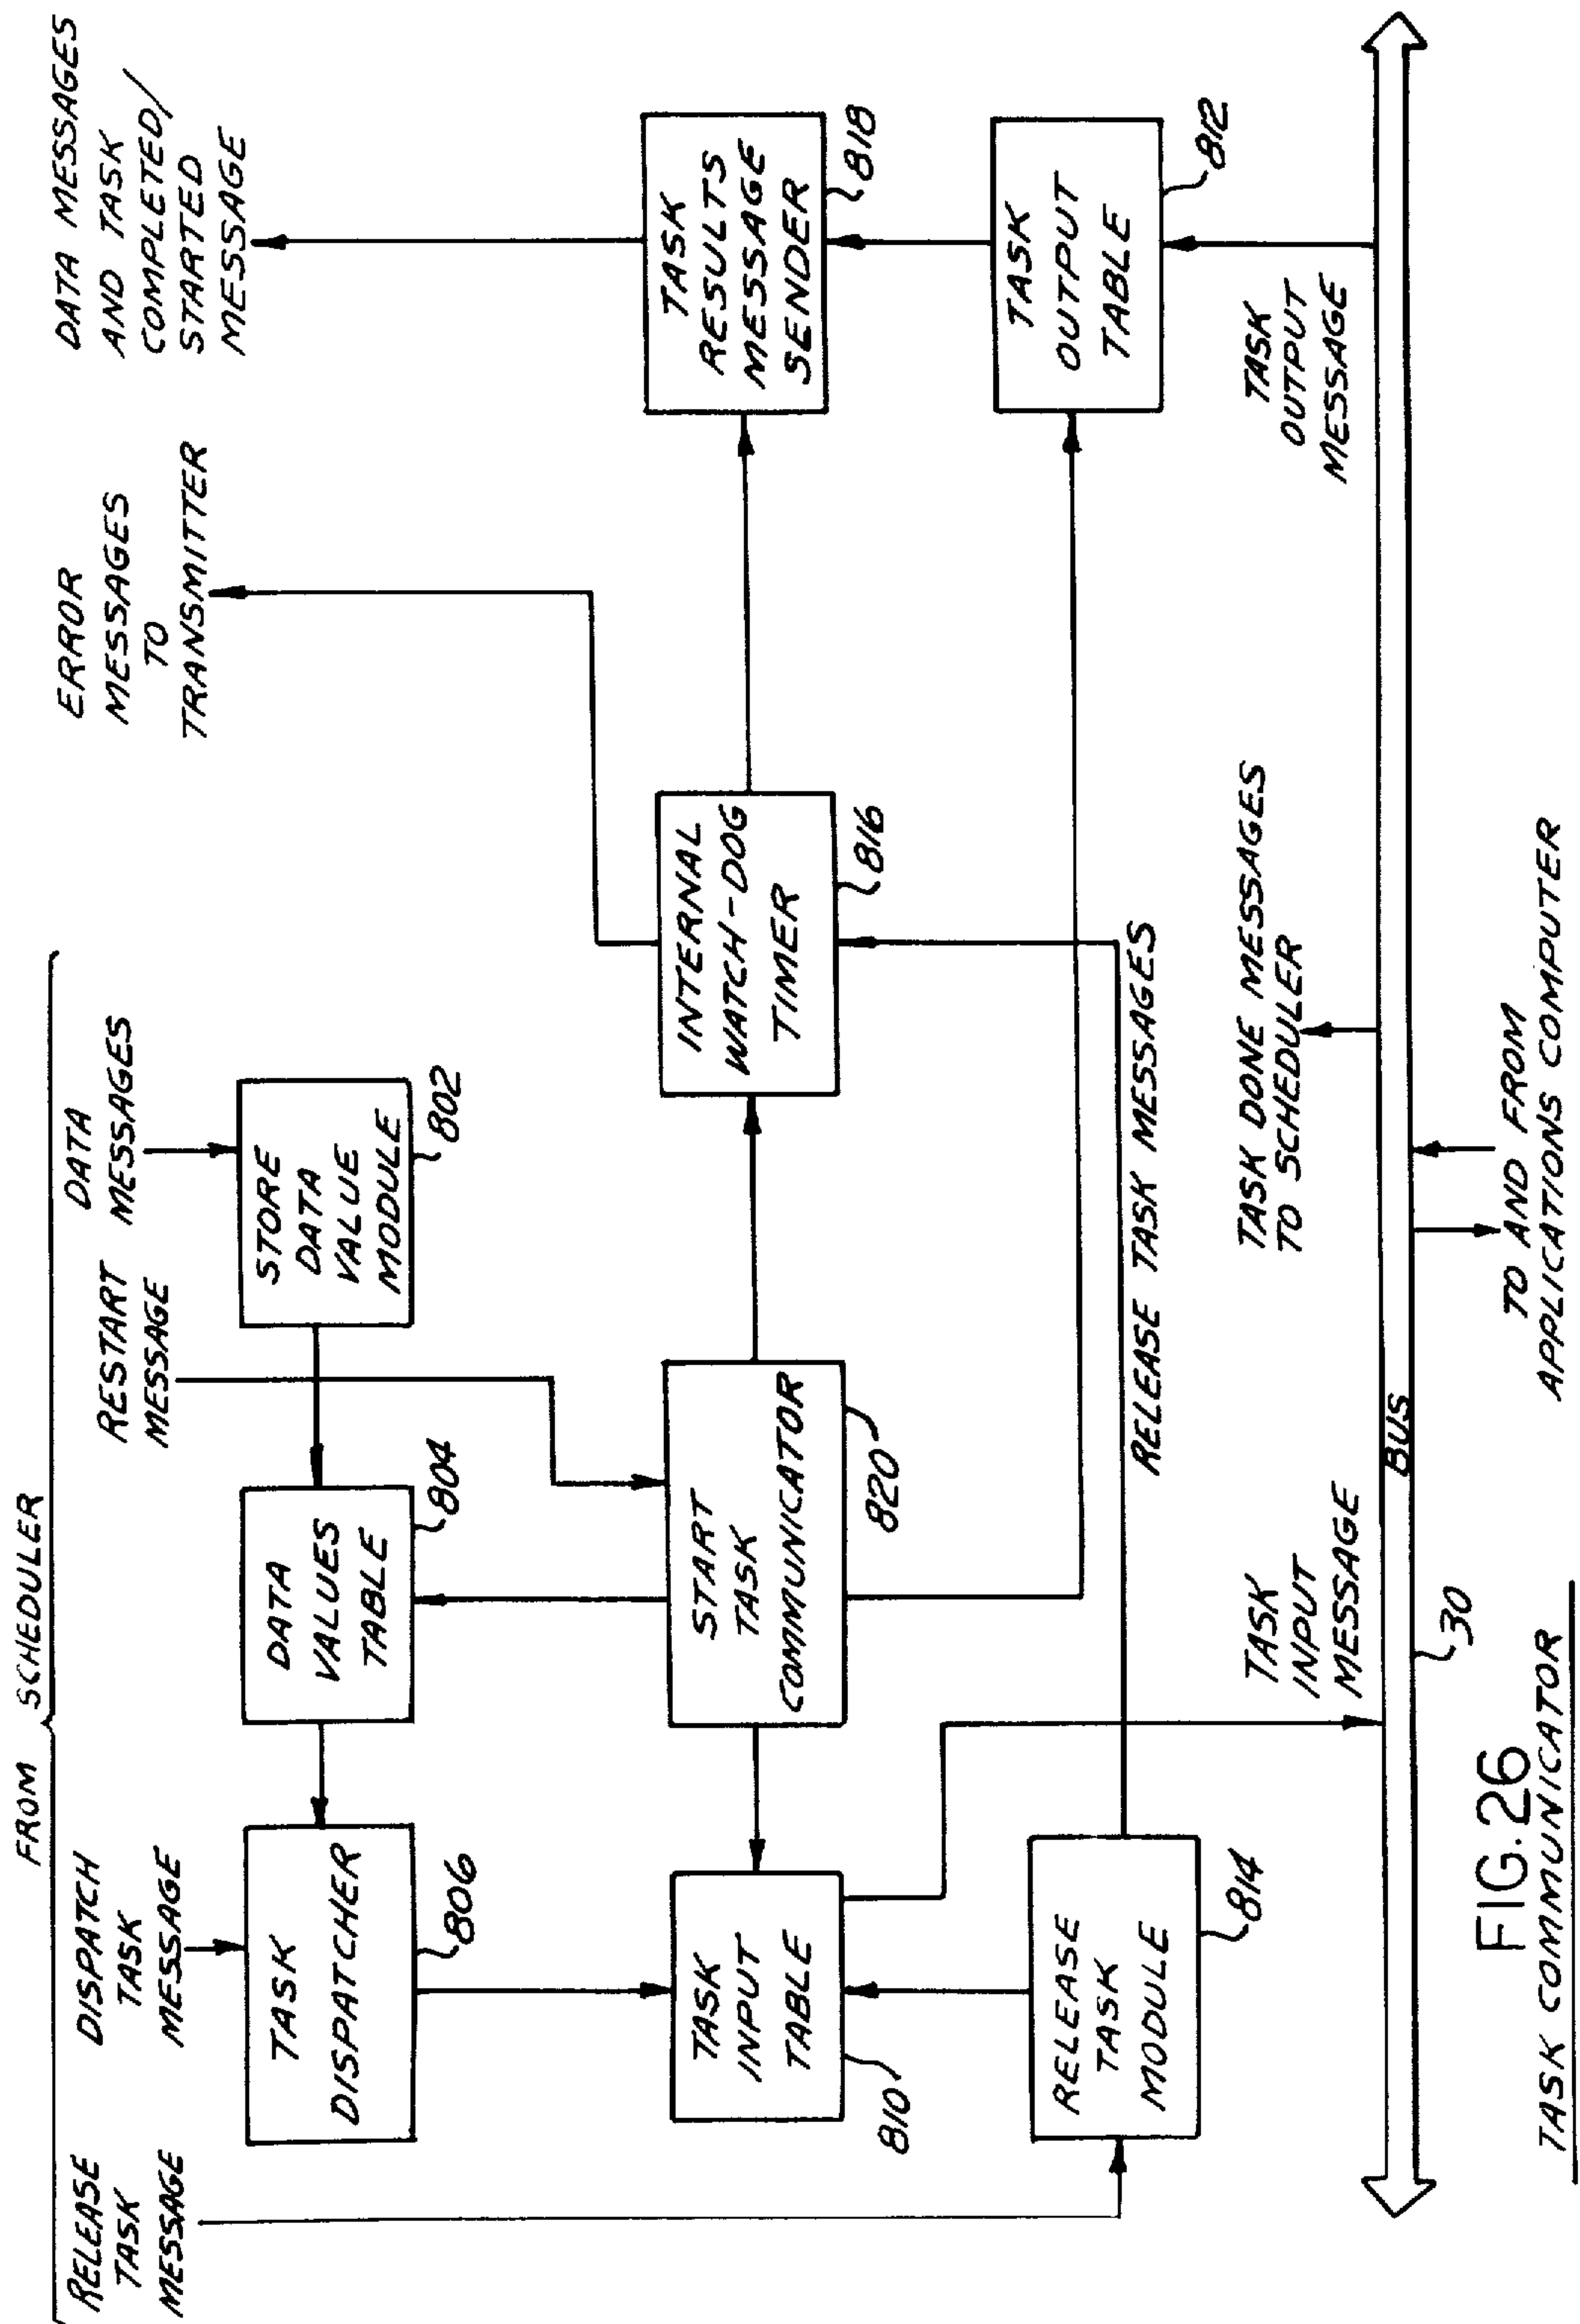 FROM SCHEDULER
RELEASE
TASK
MESSAGE
DISPATCH
TASK
MESSAGE
RESTART
MESSAGE
DATA
MESSAGES
ERROR
MESSAGES
TO
TRANSMITTER
DATA MESSAGES
AND TASK
COMPLETED/
STARTED
MESSAGE
TASK
DISPATCHER
806
DATA
VALUES
TABLE
804
STORE
DATA
VALUE
MODULE
802
TASK
INPUT
TABLE
810
START
TASK
COMMUNICATOR
820
INTERNAL
WATCH-DOG
TIMER
816
TASK
RESULTS
MESSAGE
SENDER
818
RELEASE
TASK
MODULE
814
RELEASE TASK MESSAGES
TASK
OUTPUT
TABLE
812
TASK
INPUT
MESSAGE
TASK DONE MESSAGES
TO SCHEDULER
TASK
OUTPUT
MESSAGE
BUS
30
TO AND FROM
APPLICATIONS COMPUTER
FIG. 26
TASK COMMUNICATOR